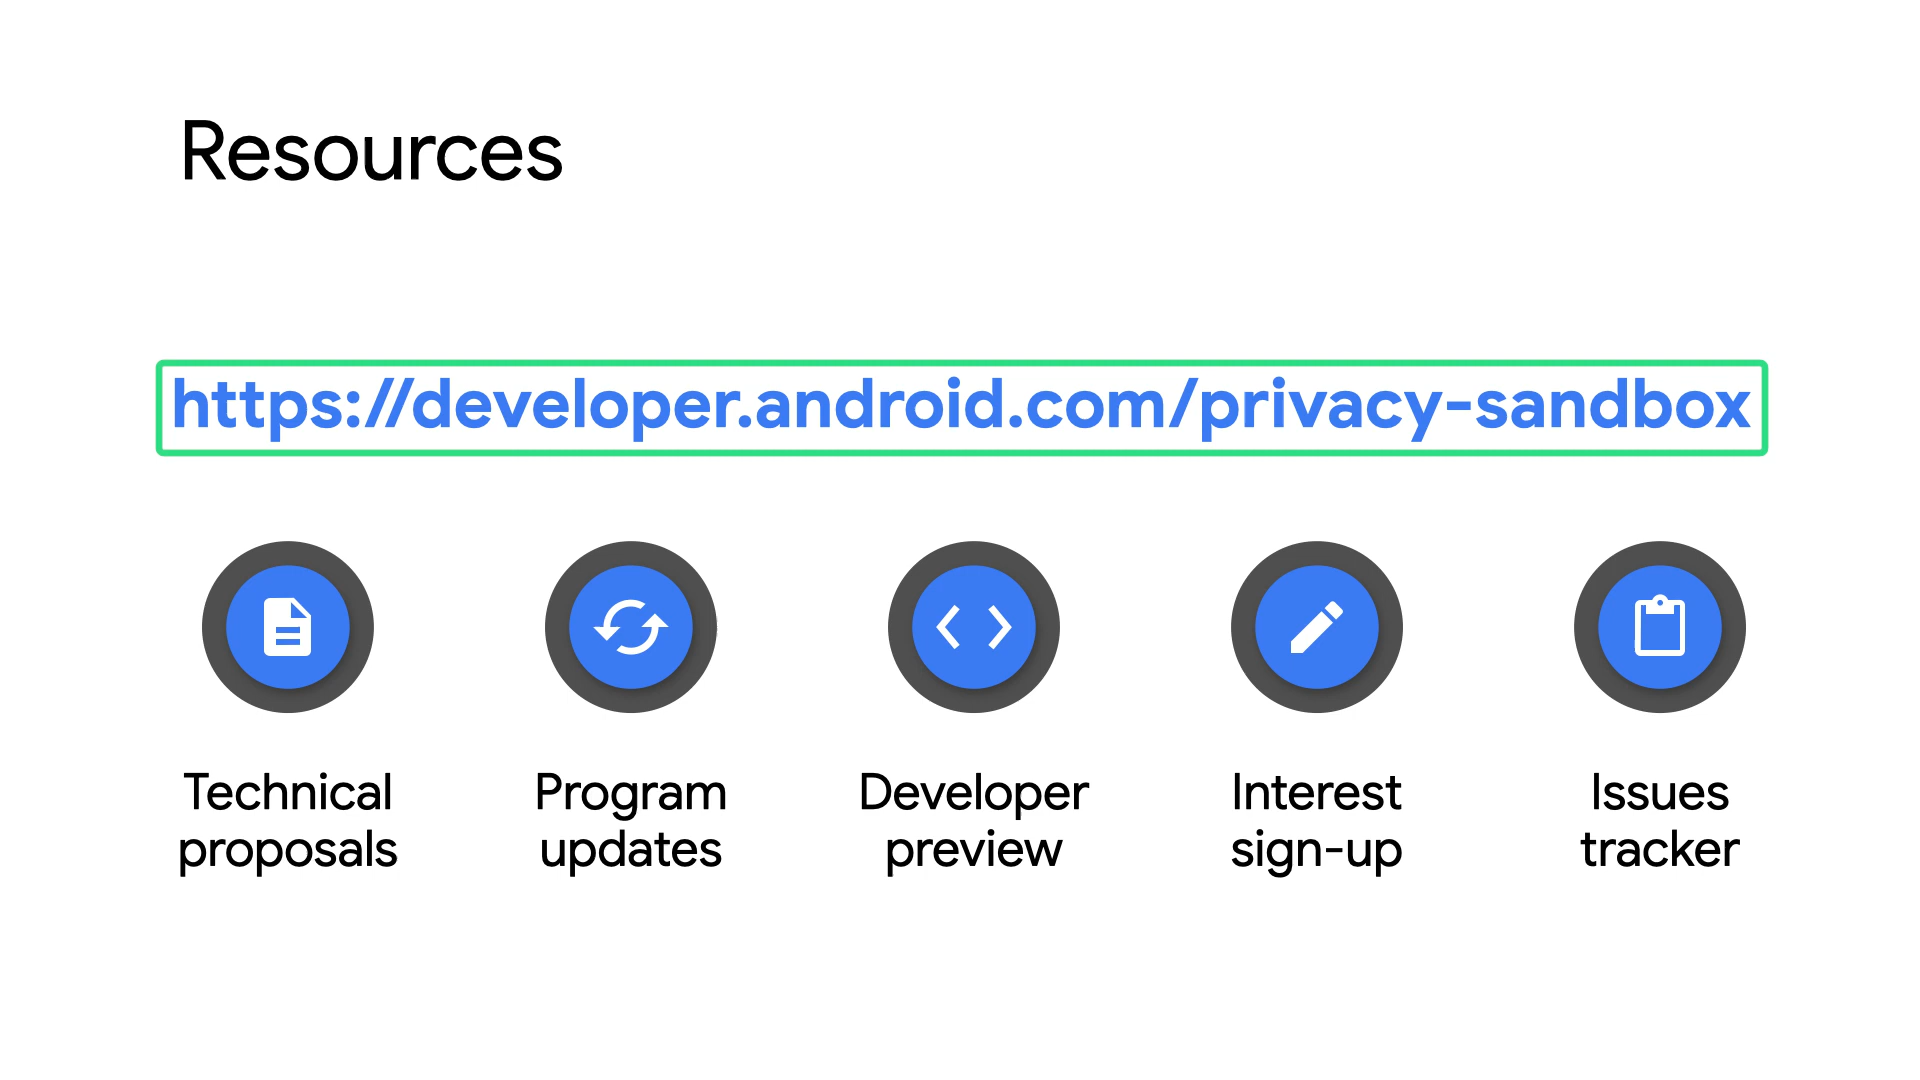 Resources
https://developer.android.com/privacy-sandbox
Technical
proposals
Program
updates
Developer
preview
Interest
sign-up
Issues
tracker